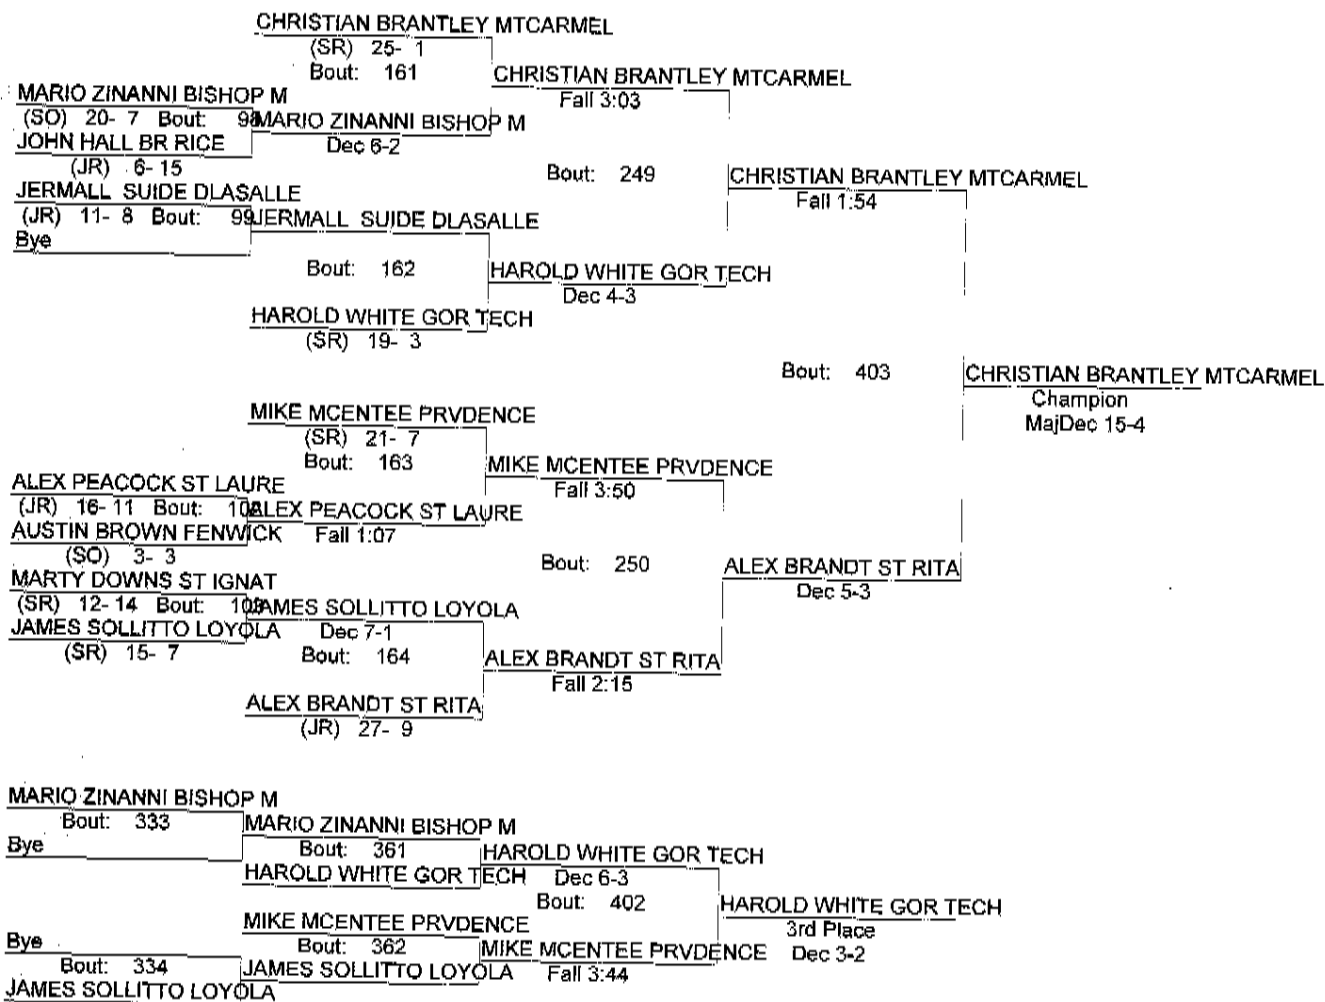 CHRISTIAN BRANTLEY MTCARMEL
(SR) 25- 1
Bout: 161
CHRISTIAN BRANTLEY MTCARMEL
Fall 3:03
MARIO ZINANNI BISHOP M
(SO) 20- 7 Bout: 98
MARIO ZINANNI BISHOP M
Dec 6-2
JOHN HALL BR RICE
(JR) 6- 15
Bout: 249
CHRISTIAN BRANTLEY MTCARMEL
Fall 1:54
JERMALL SUIDE DLASALLE
(JR) 11- 8 Bout: 99
JERMALL SUIDE DLASALLE
Bye
Bout: 162
HAROLD WHITE GOR TECH
Dec 4-3
HAROLD WHITE GOR TECH
(SR) 19- 3
Bout: 403
CHRISTIAN BRANTLEY MTCARMEL
Champion
MajDec 15-4
MIKE MCENTEE PRVDENCE
(SR) 21- 7
Bout: 163
MIKE MCENTEE PRVDENCE
Fall 3:50
ALEX PEACOCK ST LAURE
(JR) 16- 11 Bout:
ALEX PEACOCK ST LAURE
Fall 1:07
AUSTIN BROWN FENWICK
(SO) 3- 3
Bout: 250
ALEX BRANDT ST RITA
Dec 5-3
MARTY DOWNS ST IGNAT
(SR) 12- 14 Bout:
JAMES SOLLITTO LOYOLA
Dec 7-1
JAMES SOLLITTO LOYOLA
(SR) 15- 7
Bout: 164
ALEX BRANDT ST RITA
Fall 2:15
ALEX BRANDT ST RITA
(JR) 27- 9
MARIO ZINANNI BISHOP M
Bout: 333
MARIO ZINANNI BISHOP M
Bye
Bout: 361
HAROLD WHITE GOR TECH
HAROLD WHITE GOR TECH
Dec 6-3
Bout: 402
HAROLD WHITE GOR TECH
3rd Place
Dec 3-2
MIKE MCENTEE PRVDENCE
Bye
Bout: 362
MIKE MCENTEE PRVDENCE
Fall 3:44
Bout: 334
JAMES SOLLITTO LOYOLA
JAMES SOLLITTO LOYOLA